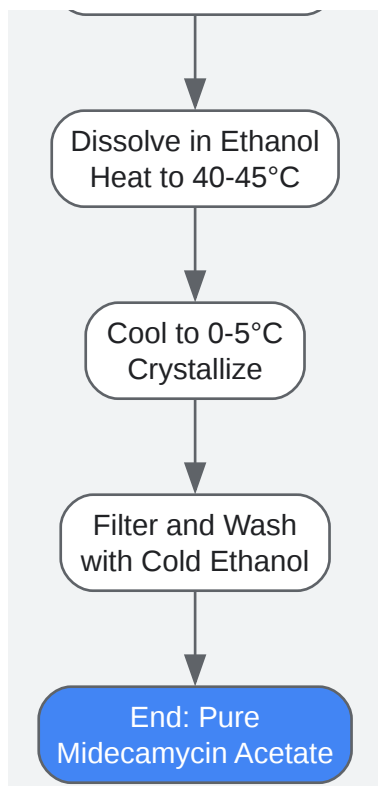 Dissolve in Ethanol
Heat to 40-45°C
Cool to 0-5°C
Crystallize
Filter and Wash
with Cold Ethanol
End: Pure
Midecamycin Acetate